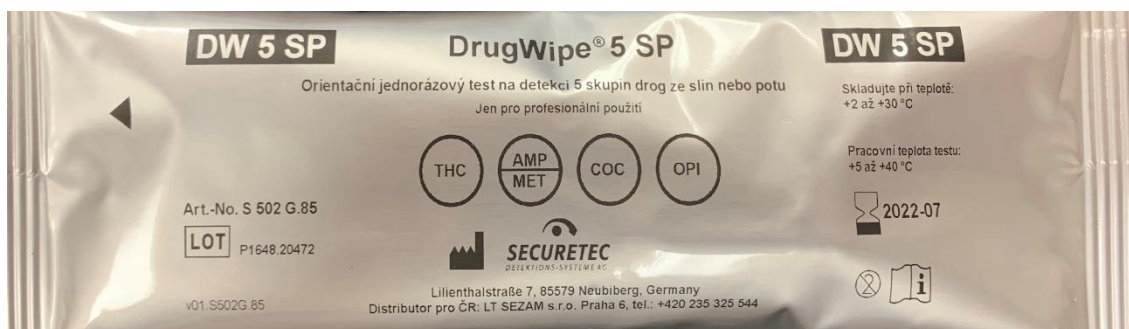 DW 5 SP
DrugWipe® 5 SP
DW 5 SP
Orientační jednorázový test na detekci 5 skupin drog ze slin nebo potu
Jen pro profesionální použití
Skladujte při teplotě:
+2 až +30 °C
THC
AMP
MET
COC
OPI
Pracovní teplota testu:
+5 až +40 °C
Art.-No. S 502 G.85
LOT P1648.20472
2022-07
SECURETEC
DETEKTIONS-SYSTEME AG
2
i
v01.S502G.85
Lilienthalstraße 7, 85579 Neubiberg, Germany
Distributor pro ČR: LT SEZAM s.r.o. Praha 6, tel.: +420 235 325 544